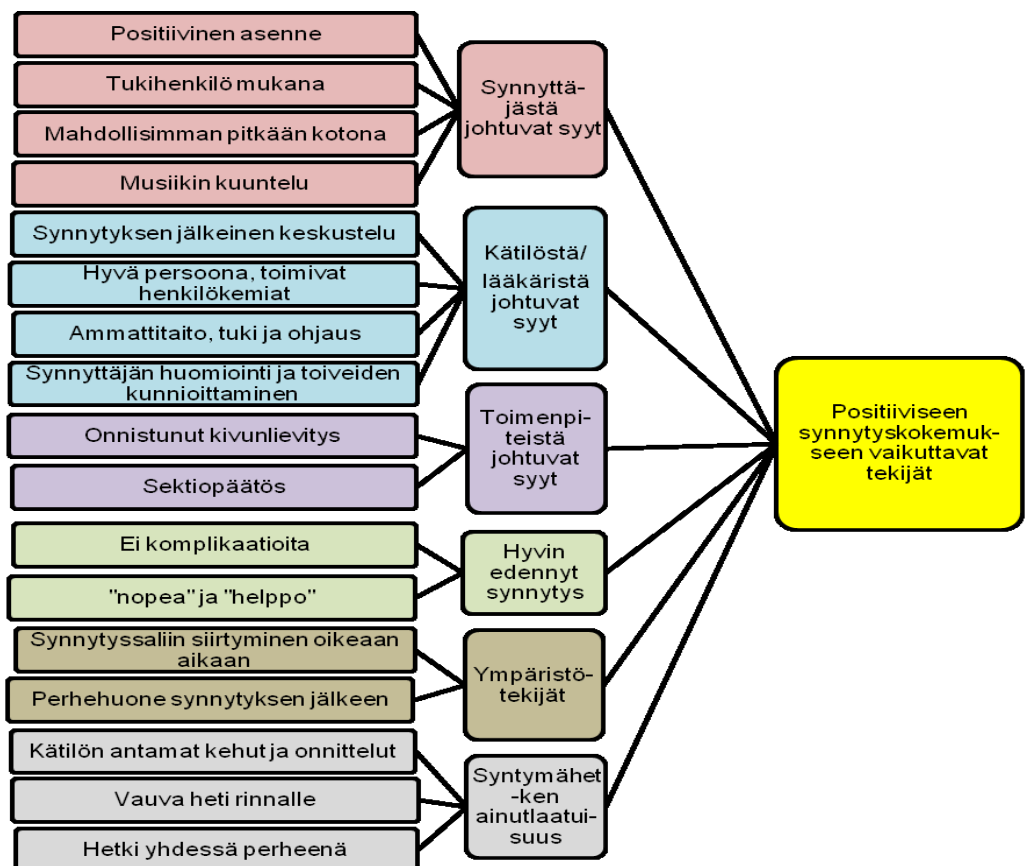 Positiivinen asenne
Tukihenkilö mukana
Mahdollisimman pitkään kotona
Musiikin kuuntelu
Synnyttä-
jästä
johtuvat syyt
Synnytyksen jälkeinen keskustelu
Hyvä persoona, toimivat
henkilökemiat
Ammattitaito, tuki ja ohjaus
Synnyttäjän huomiointi ja toiveiden
kunnioittaminen
Kätilöstä/
lääkäristä
johtuvat
syyt
Onnistunut kivunlievitys
Sektiopäätös
Toimenpi-
teistä
johtuvat
syyt
Ei komplikaatioita
"nopea" ja "helppo"
Hyvin
edennyt
synnytys
Synnytyssaliin siirtyminen oikeaan
aikaan
Perhehuone synnytyksen jälkeen
Ympäristö-
tekijät
Kätilön antamat kehut ja onnittelut
Vauva heti rinnalle
Hetki yhdessä perheenä
Syntymähet
-ken
ainutlaatui-
suus
Positiiviseen
synnytyskokemuk-
seen vaikuttavat
tekijät